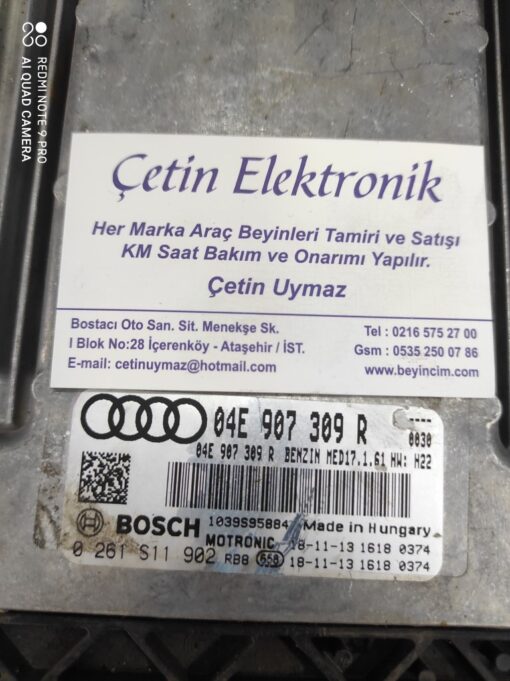 REDMI NOTE 9 PRO
AI QUAD CAMERA
Çetin Elektronik
Her Marka Araç Beyinleri Tamiri ve Satışı
KM Saat Bakım ve Onarımı Yapılır.
Çetin Uymaz
Bostacı Oto San. Sit. Menekşe Sk.
I Blok No:28 İçerenköy - Ataşehir / İST.
E-mail: cetinuymaz@hotmail.com
Tel : 0216 575 27 00
Gsm : 0535 250 07 86
www.beyincim.com
04E 907 309 R
0030
04E 907 309 R BENZIN MED17.1.61 HW: H22
BOSCH
1039S95884
Made in Hungary
MOTRONIC
18-11-13 1618 0374
0 261 S11 902 RB8 658 18-11-13 1618 0374